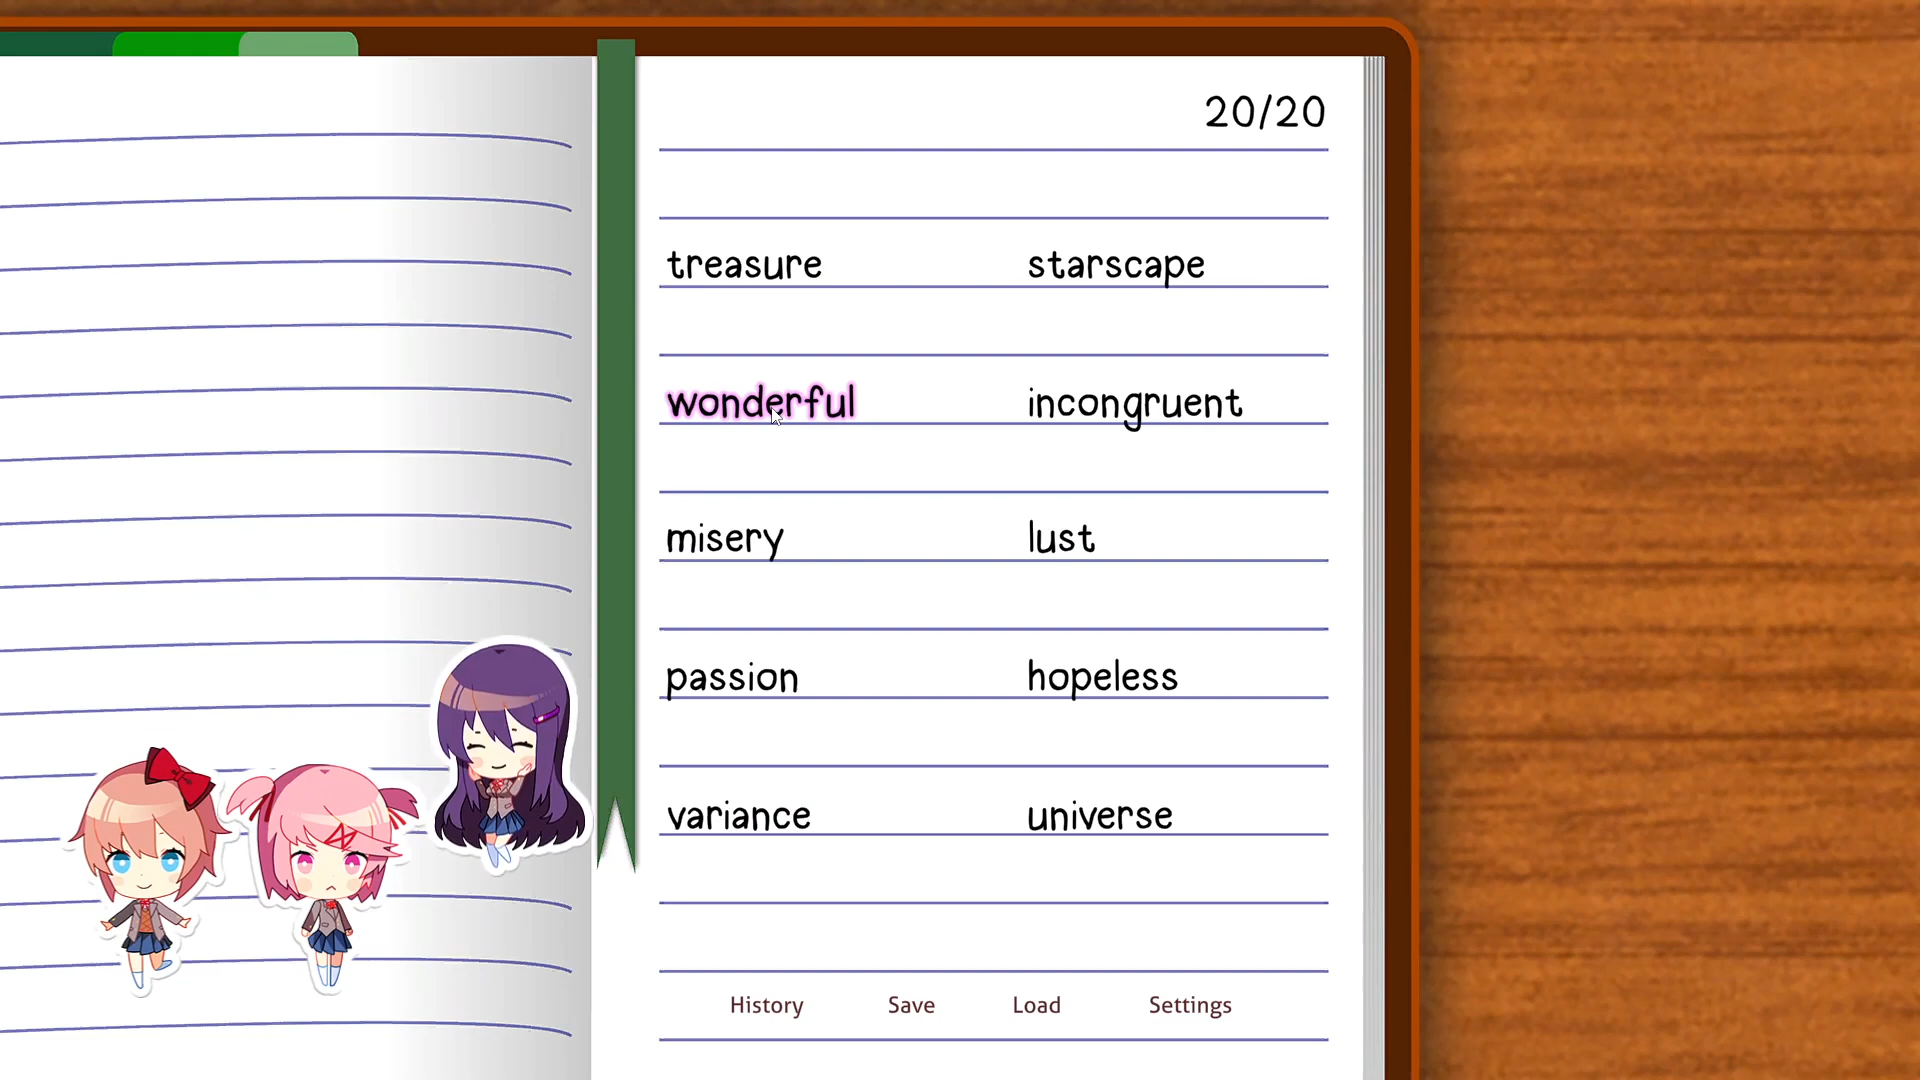 20/20
treasure starscape
wonderful incongruent
misery lust
passion hopeless
variance universe
History Save Load Settings